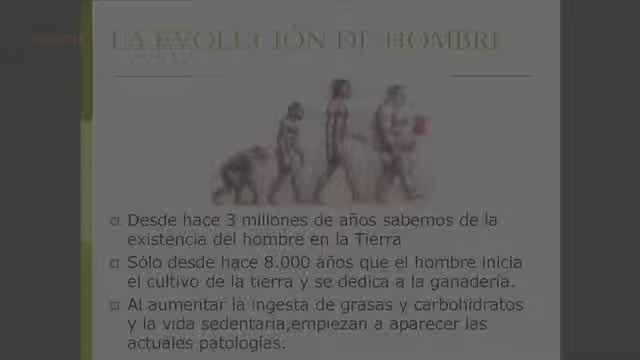 LA EVOLUCIÓN DE HOMBRE
Desde hace 3 millones de años sabemos de la
existencia del hombre en la Tierra
Sólo desde hace 8.000 años que el hombre inicia
el cultivo de la tierra y se dedica a la ganadería.
Al aumentar la ingesta de grasas y carbohidratos
y la vida sedentaria,empiezan a aparecer las
actuales patologías.